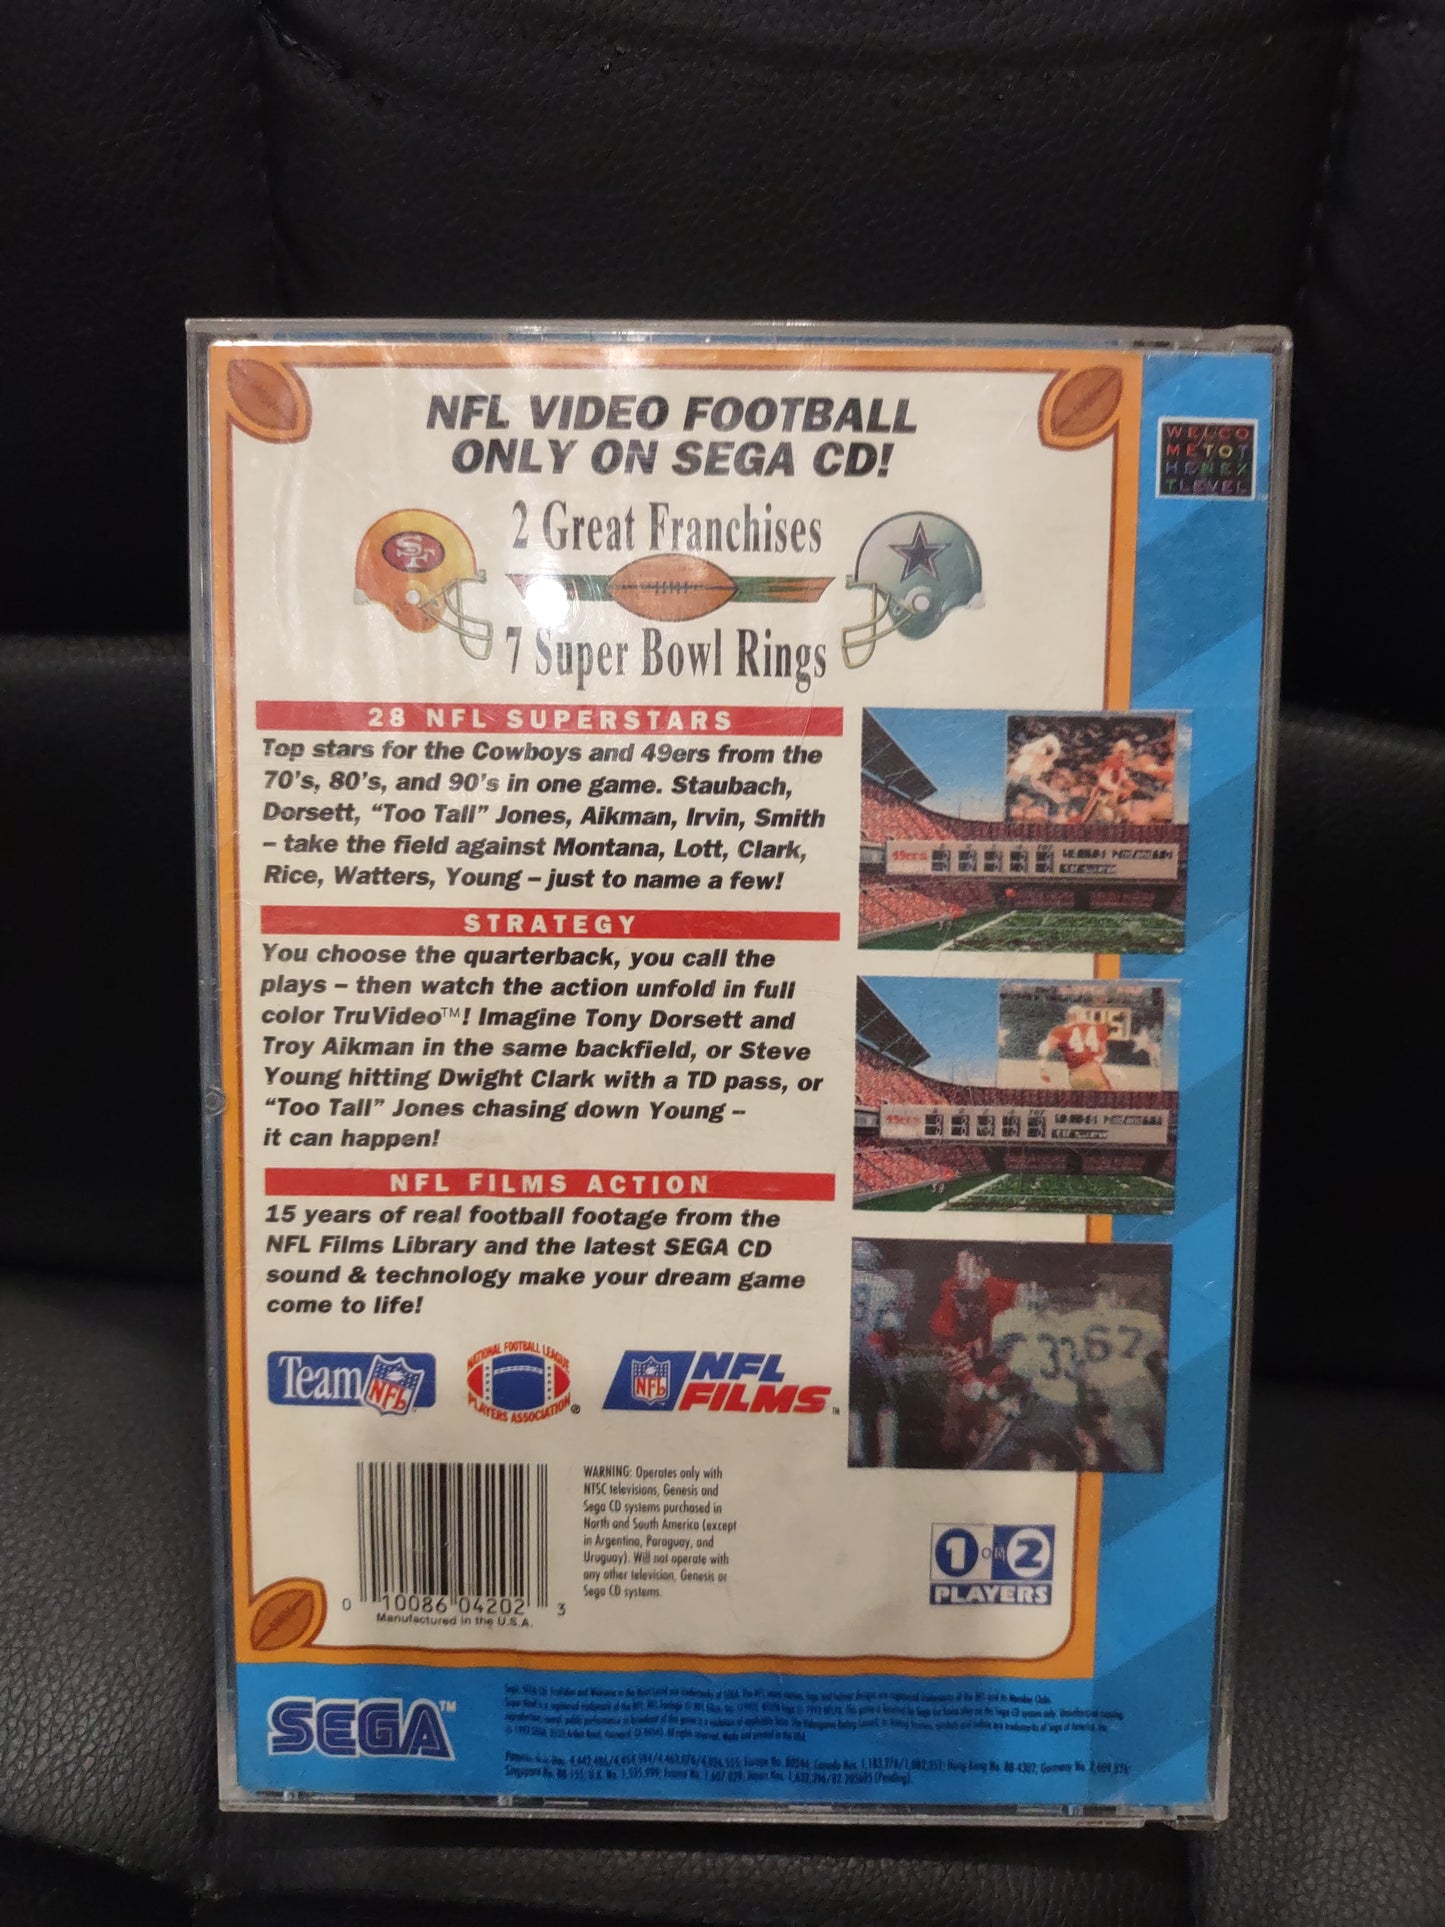 NFL VIDEO FOOTBALL
ONLY ON SEGA CD!
WELCO
METOT
HENEX
TLEVEL
2 Great Franchises
SF
7 Super Bowl Rings
28 NFL SUPERSTARS
Top stars for the Cowboys and 49ers from the
70's, 80's, and 90's in one game. Staubach,
Dorsett, "Too Tall" Jones, Aikman, Irvin, Smith
– take the field against Montana, Lott, Clark,
Rice, Watters, Young – just to name a few!
49ers
STRATEGY
You choose the quarterback, you call the
plays – then watch the action unfold in full
color TruVideo™! Imagine Tony Dorsett and
Troy Aikman in the same backfield, or Steve
Young hitting Dwight Clark with a TD pass, or
"Too Tall" Jones chasing down Young –
it can happen!
44
49ers
NFL FILMS ACTION
15 years of real football footage from the
NFL Films Library and the latest SEGA CD
sound & technology make your dream game
come to life!
67
Team NFL
NATIONAL FOOTBALL LEAGUE
PLAYERS ASSOCIATION®
NFL
NFL
FILMS™
WARNING: Operates only with
NTSC televisions, Genesis and
Sega CD systems purchased in
North and South America (except
in Argentina, Paraguay, and
Uruguay). Will not operate with
any other television, Genesis or
Sega CD systems.
0 10086 04202 3
Manufactured in the U.S.A.
1 OR 2
PLAYERS
SEGA™